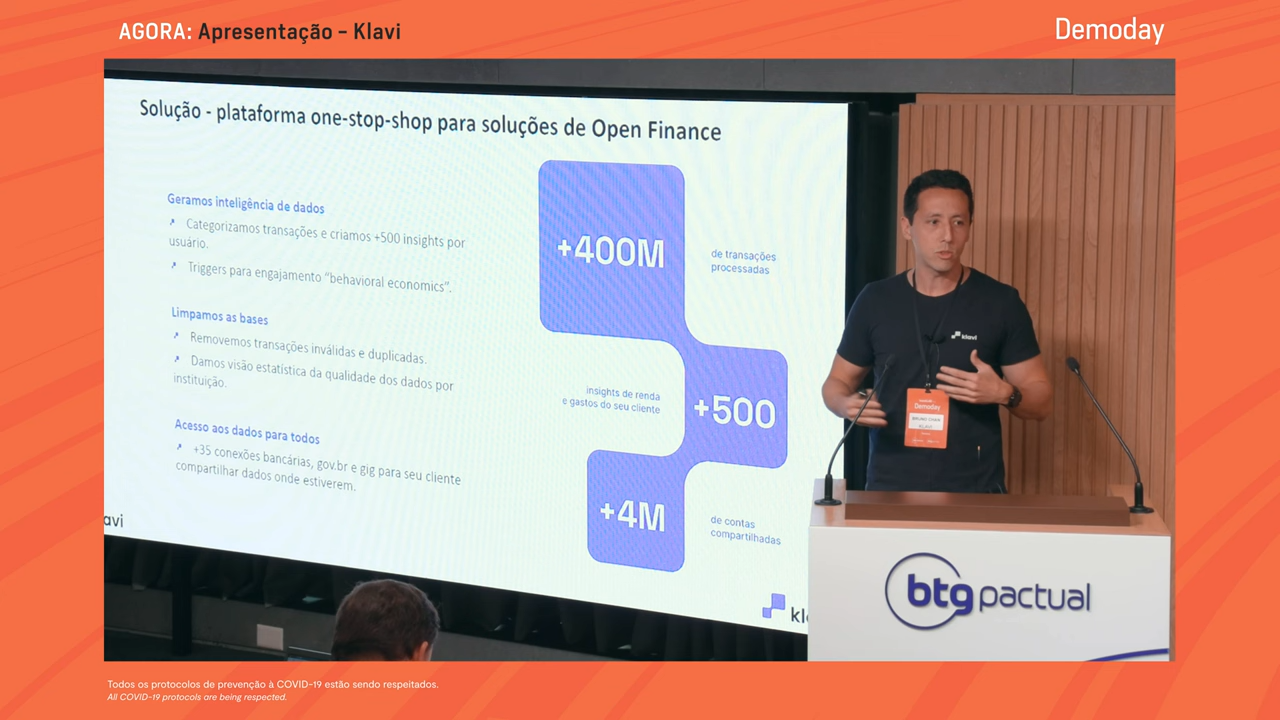 AGORA: Apresentação – Klavi
Demoday
Solução - plataforma one-stop-shop para soluções de Open Finance
Geramos inteligência de dados
Categorizamos transações e criamos +500 insights por
usuário.
Triggers para engajamento “behavioral economics”.
Limpamos as bases
Removemos transações inválidas e duplicadas.
Damos visão estatística da qualidade dos dados por
instituição.
Acesso aos dados para todos
+35 conexões bancárias, gov.br e gig para seu cliente
compartilhar dados onde estiverem.
+400M
de transações
processadas
insights de renda
e gastos do seu cliente
+500
+4M
de contas
compartilhadas
avi
kl
klavi
Demoday
btg pactual
Todos os protocolos de prevenção à COVID-19 estão sendo respeitados.
All COVID-19 protocols are being respected.